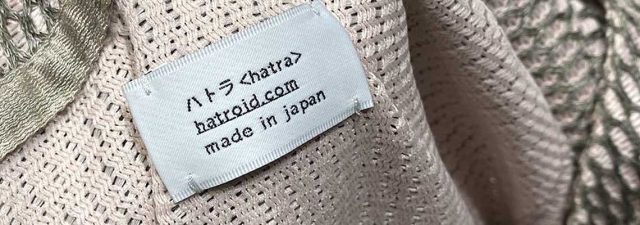 ハトラ<hatra>
hatroid.com
made in japan